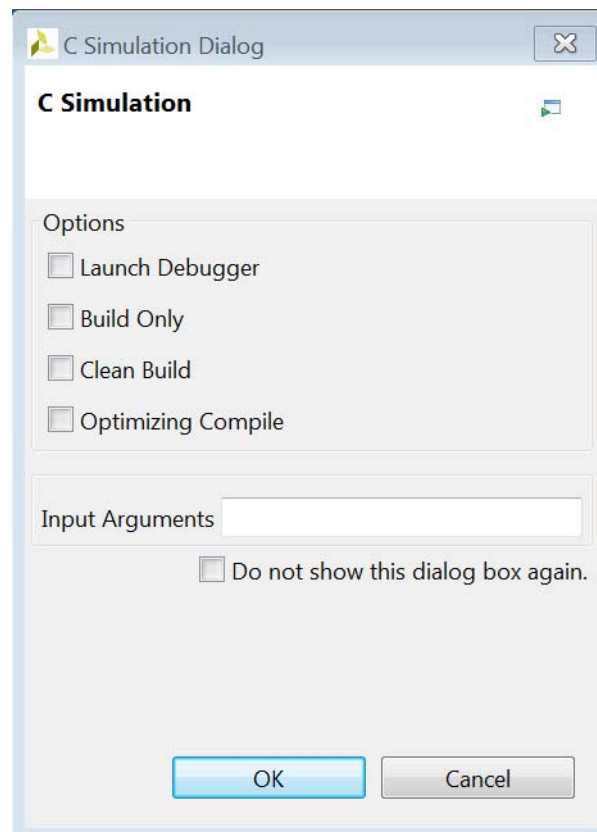 C Simulation Dialog
C Simulation
Options
Launch Debugger
Build Only
Clean Build
Optimizing Compile
Input Arguments
Do not show this dialog box again.
OK
Cancel